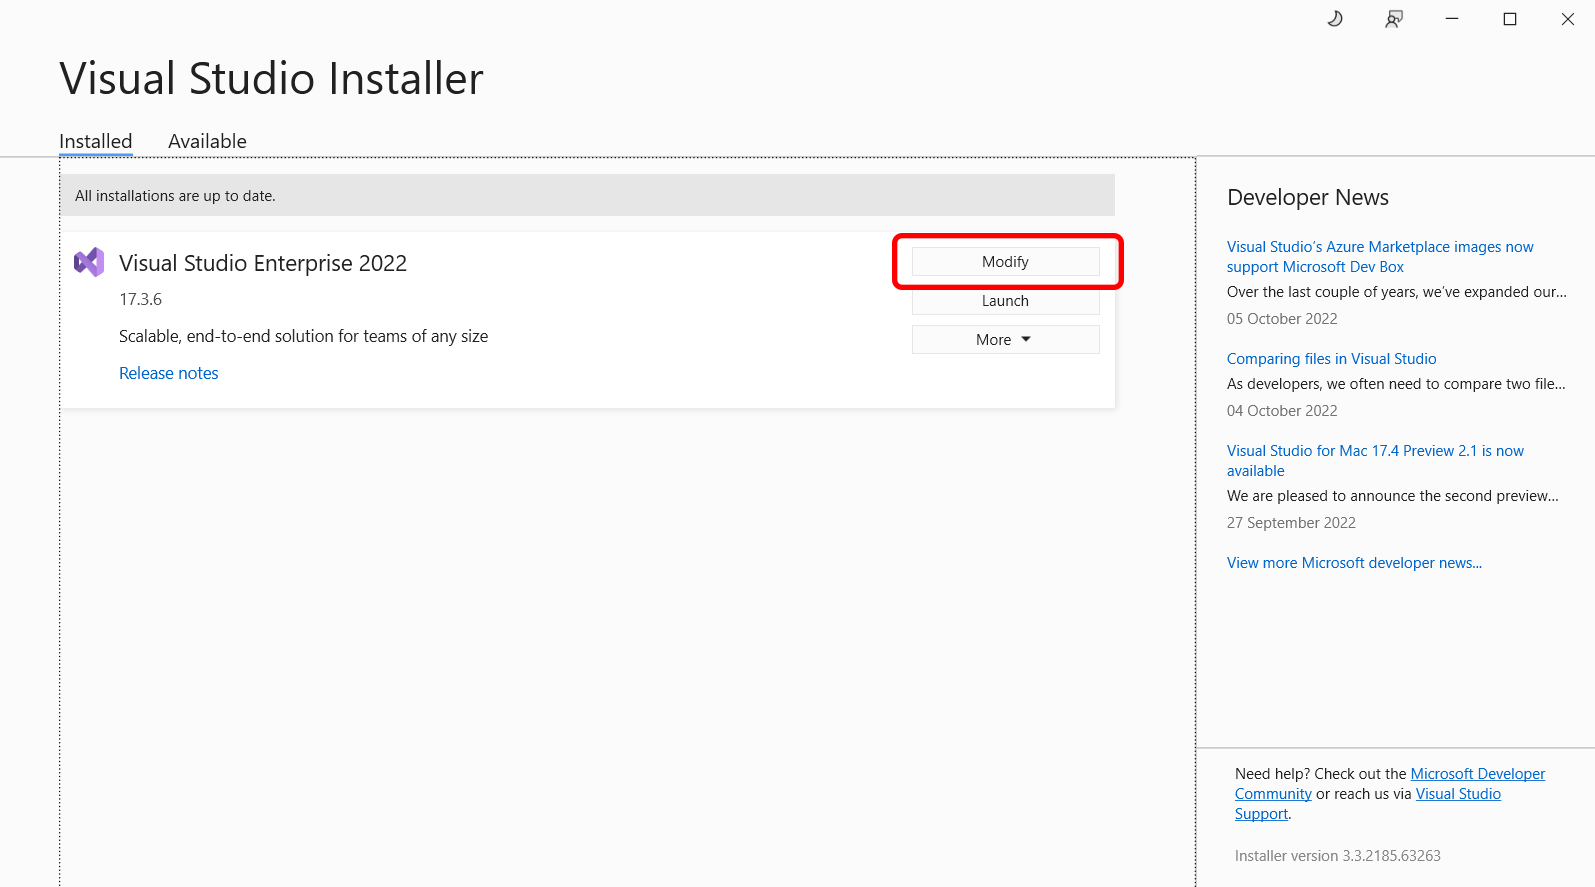 Visual Studio Installer
Installed
Available
All installations are up to date.
Visual Studio Enterprise 2022
17.3.6
Scalable, end-to-end solution for teams of any size
Release notes
Modify
Launch
More
Developer News
Visual Studio's Azure Marketplace images now
support Microsoft Dev Box
Over the last couple of years, we've expanded our...
05 October 2022
Comparing files in Visual Studio
As developers, we often need to compare two file...
04 October 2022
Visual Studio for Mac 17.4 Preview 2.1 is now
available
We are pleased to announce the second preview...
27 September 2022
View more Microsoft developer news...
Need help? Check out the Microsoft Developer
Community or reach us via Visual Studio
Support.
Installer version 3.3.2185.63263